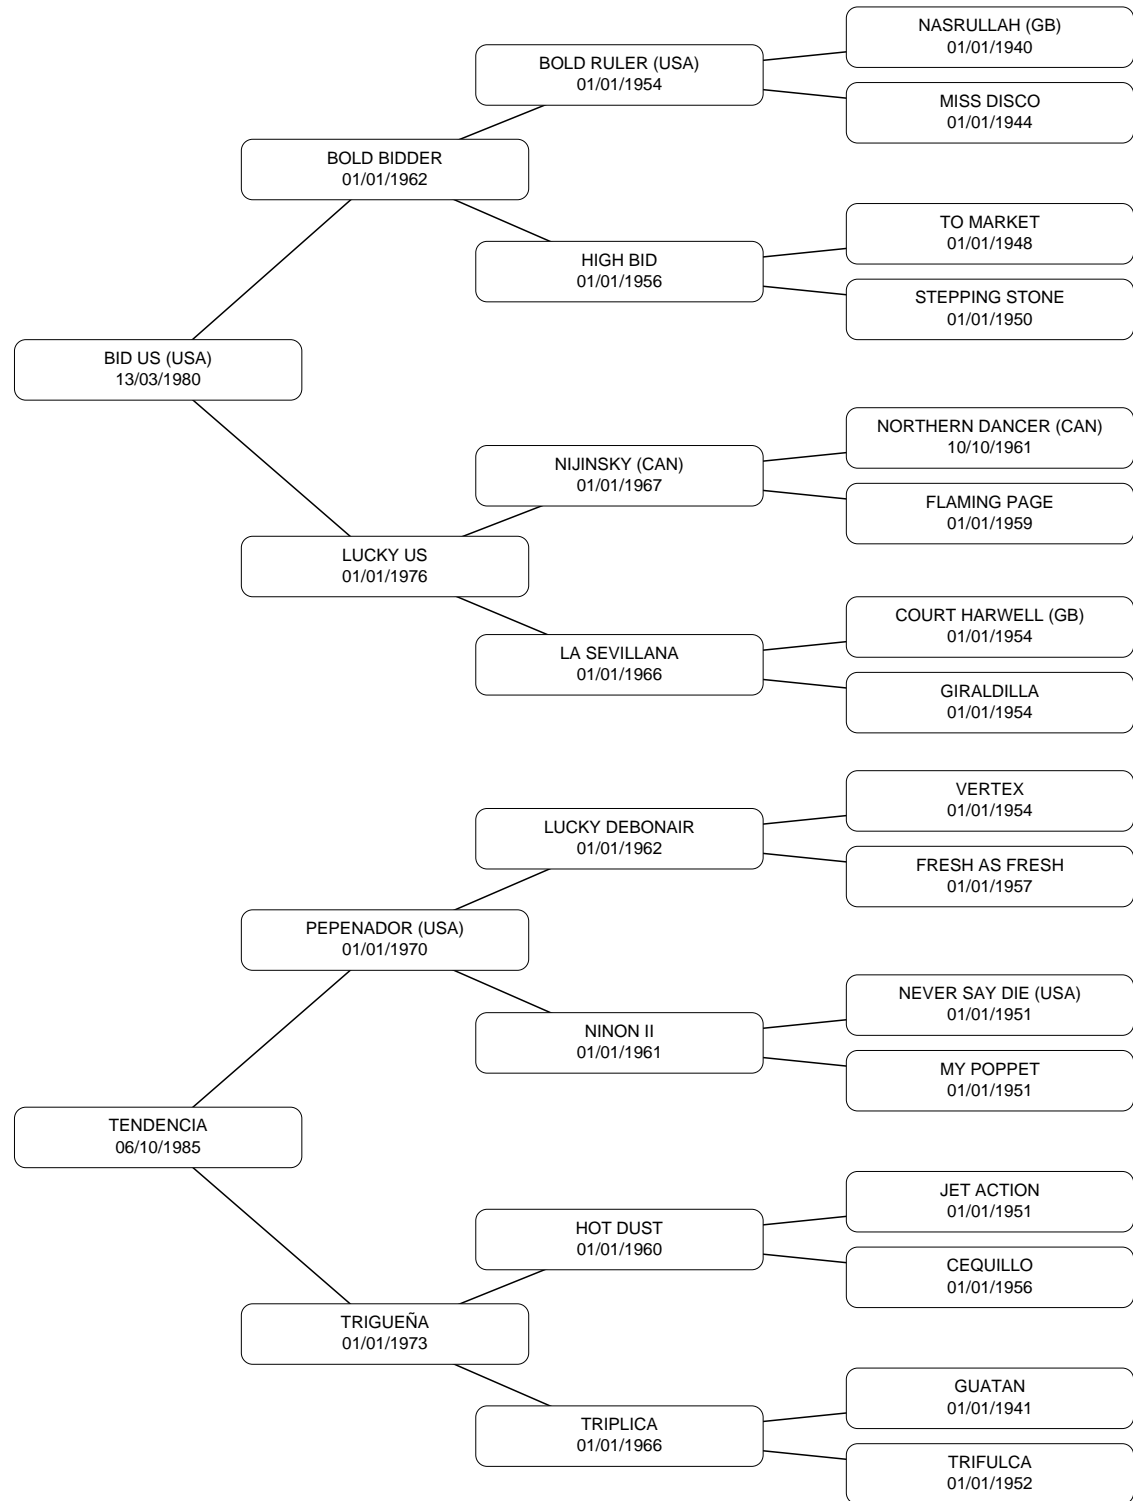 NASRULLAH (GB)
01/01/1940
BOLD RULER (USA)
01/01/1954
MISS DISCO
01/01/1944
BOLD BIDDER
01/01/1962
TO MARKET
01/01/1948
HIGH BID
01/01/1956
STEPPING STONE
01/01/1950
BID US (USA)
13/03/1980
NORTHERN DANCER (CAN)
10/10/1961
NIJINSKY (CAN)
01/01/1967
FLAMING PAGE
01/01/1959
LUCKY US
01/01/1976
COURT HARWELL (GB)
01/01/1954
LA SEVILLANA
01/01/1966
GIRALDILLA
01/01/1954
VERTEX
01/01/1954
LUCKY DEBONAIR
01/01/1962
FRESH AS FRESH
01/01/1957
PEPENADOR (USA)
01/01/1970
NEVER SAY DIE (USA)
01/01/1951
NINON II
01/01/1961
MY POPPET
01/01/1951
TENDENCIA
06/10/1985
JET ACTION
01/01/1951
HOT DUST
01/01/1960
CEQUILLO
01/01/1956
TRIGUEÑA
01/01/1973
GUATAN
01/01/1941
TRIPLICA
01/01/1966
TRIFULCA
01/01/1952